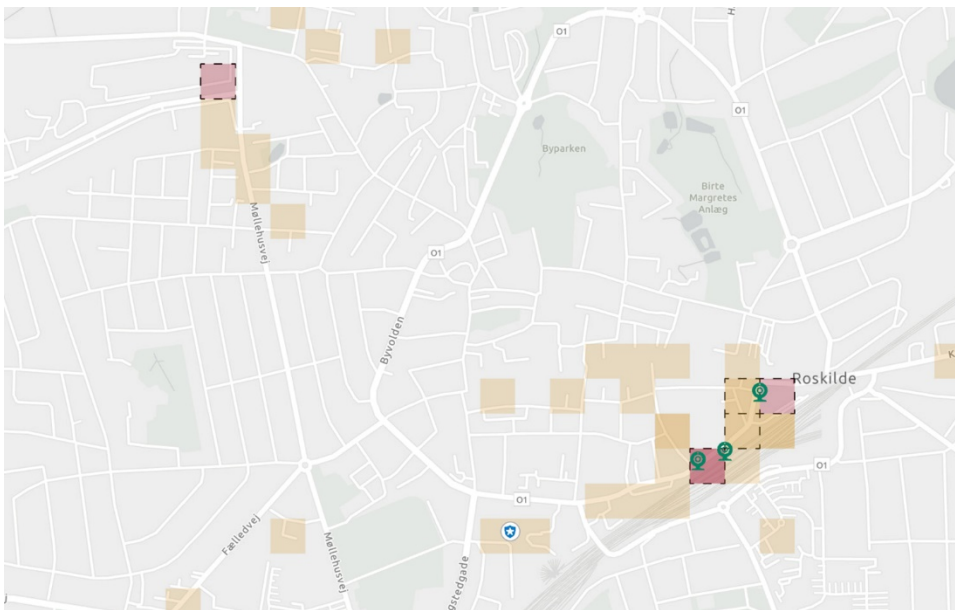 O1
H.
O1
Byparken
Birte
Margretes
Anlæg
Møllehusvej
O1
Byvolden
K
Roskilde
O1
O1
Fælledvej
Møllehusvej
gstedgade
j